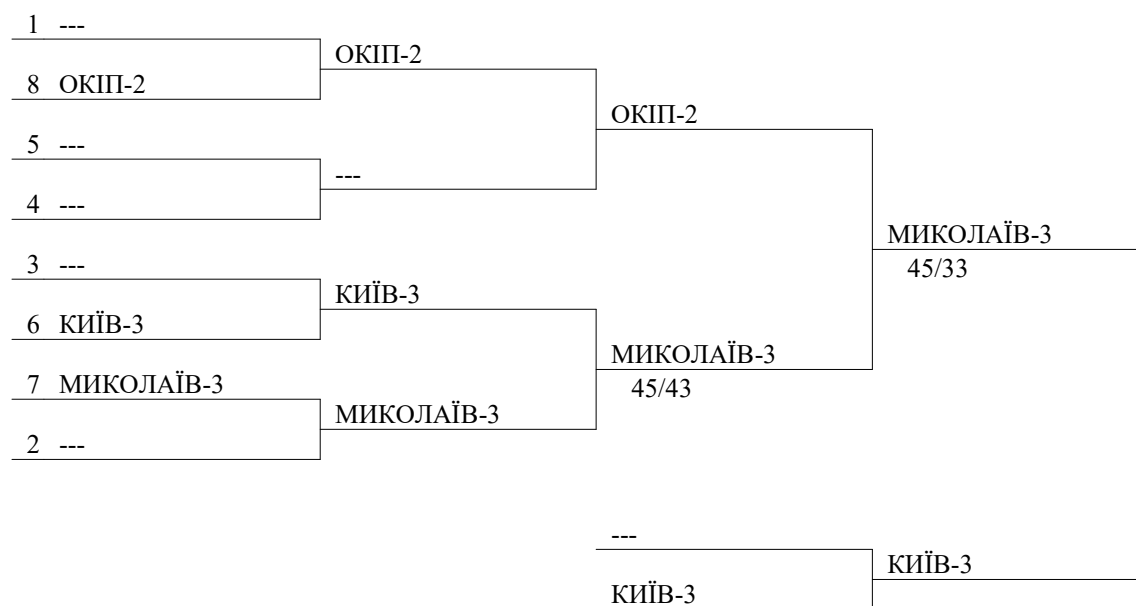 1 ---
ОКІП-2
8 ОКІП-2
ОКІП-2
5 ---
---
4 ---
МИКОЛАЇВ-3
45/33
3 ---
КИЇВ-3
6 КИЇВ-3
МИКОЛАЇВ-3
45/43
7 МИКОЛАЇВ-3
МИКОЛАЇВ-3
2 ---
---
КИЇВ-3
КИЇВ-3